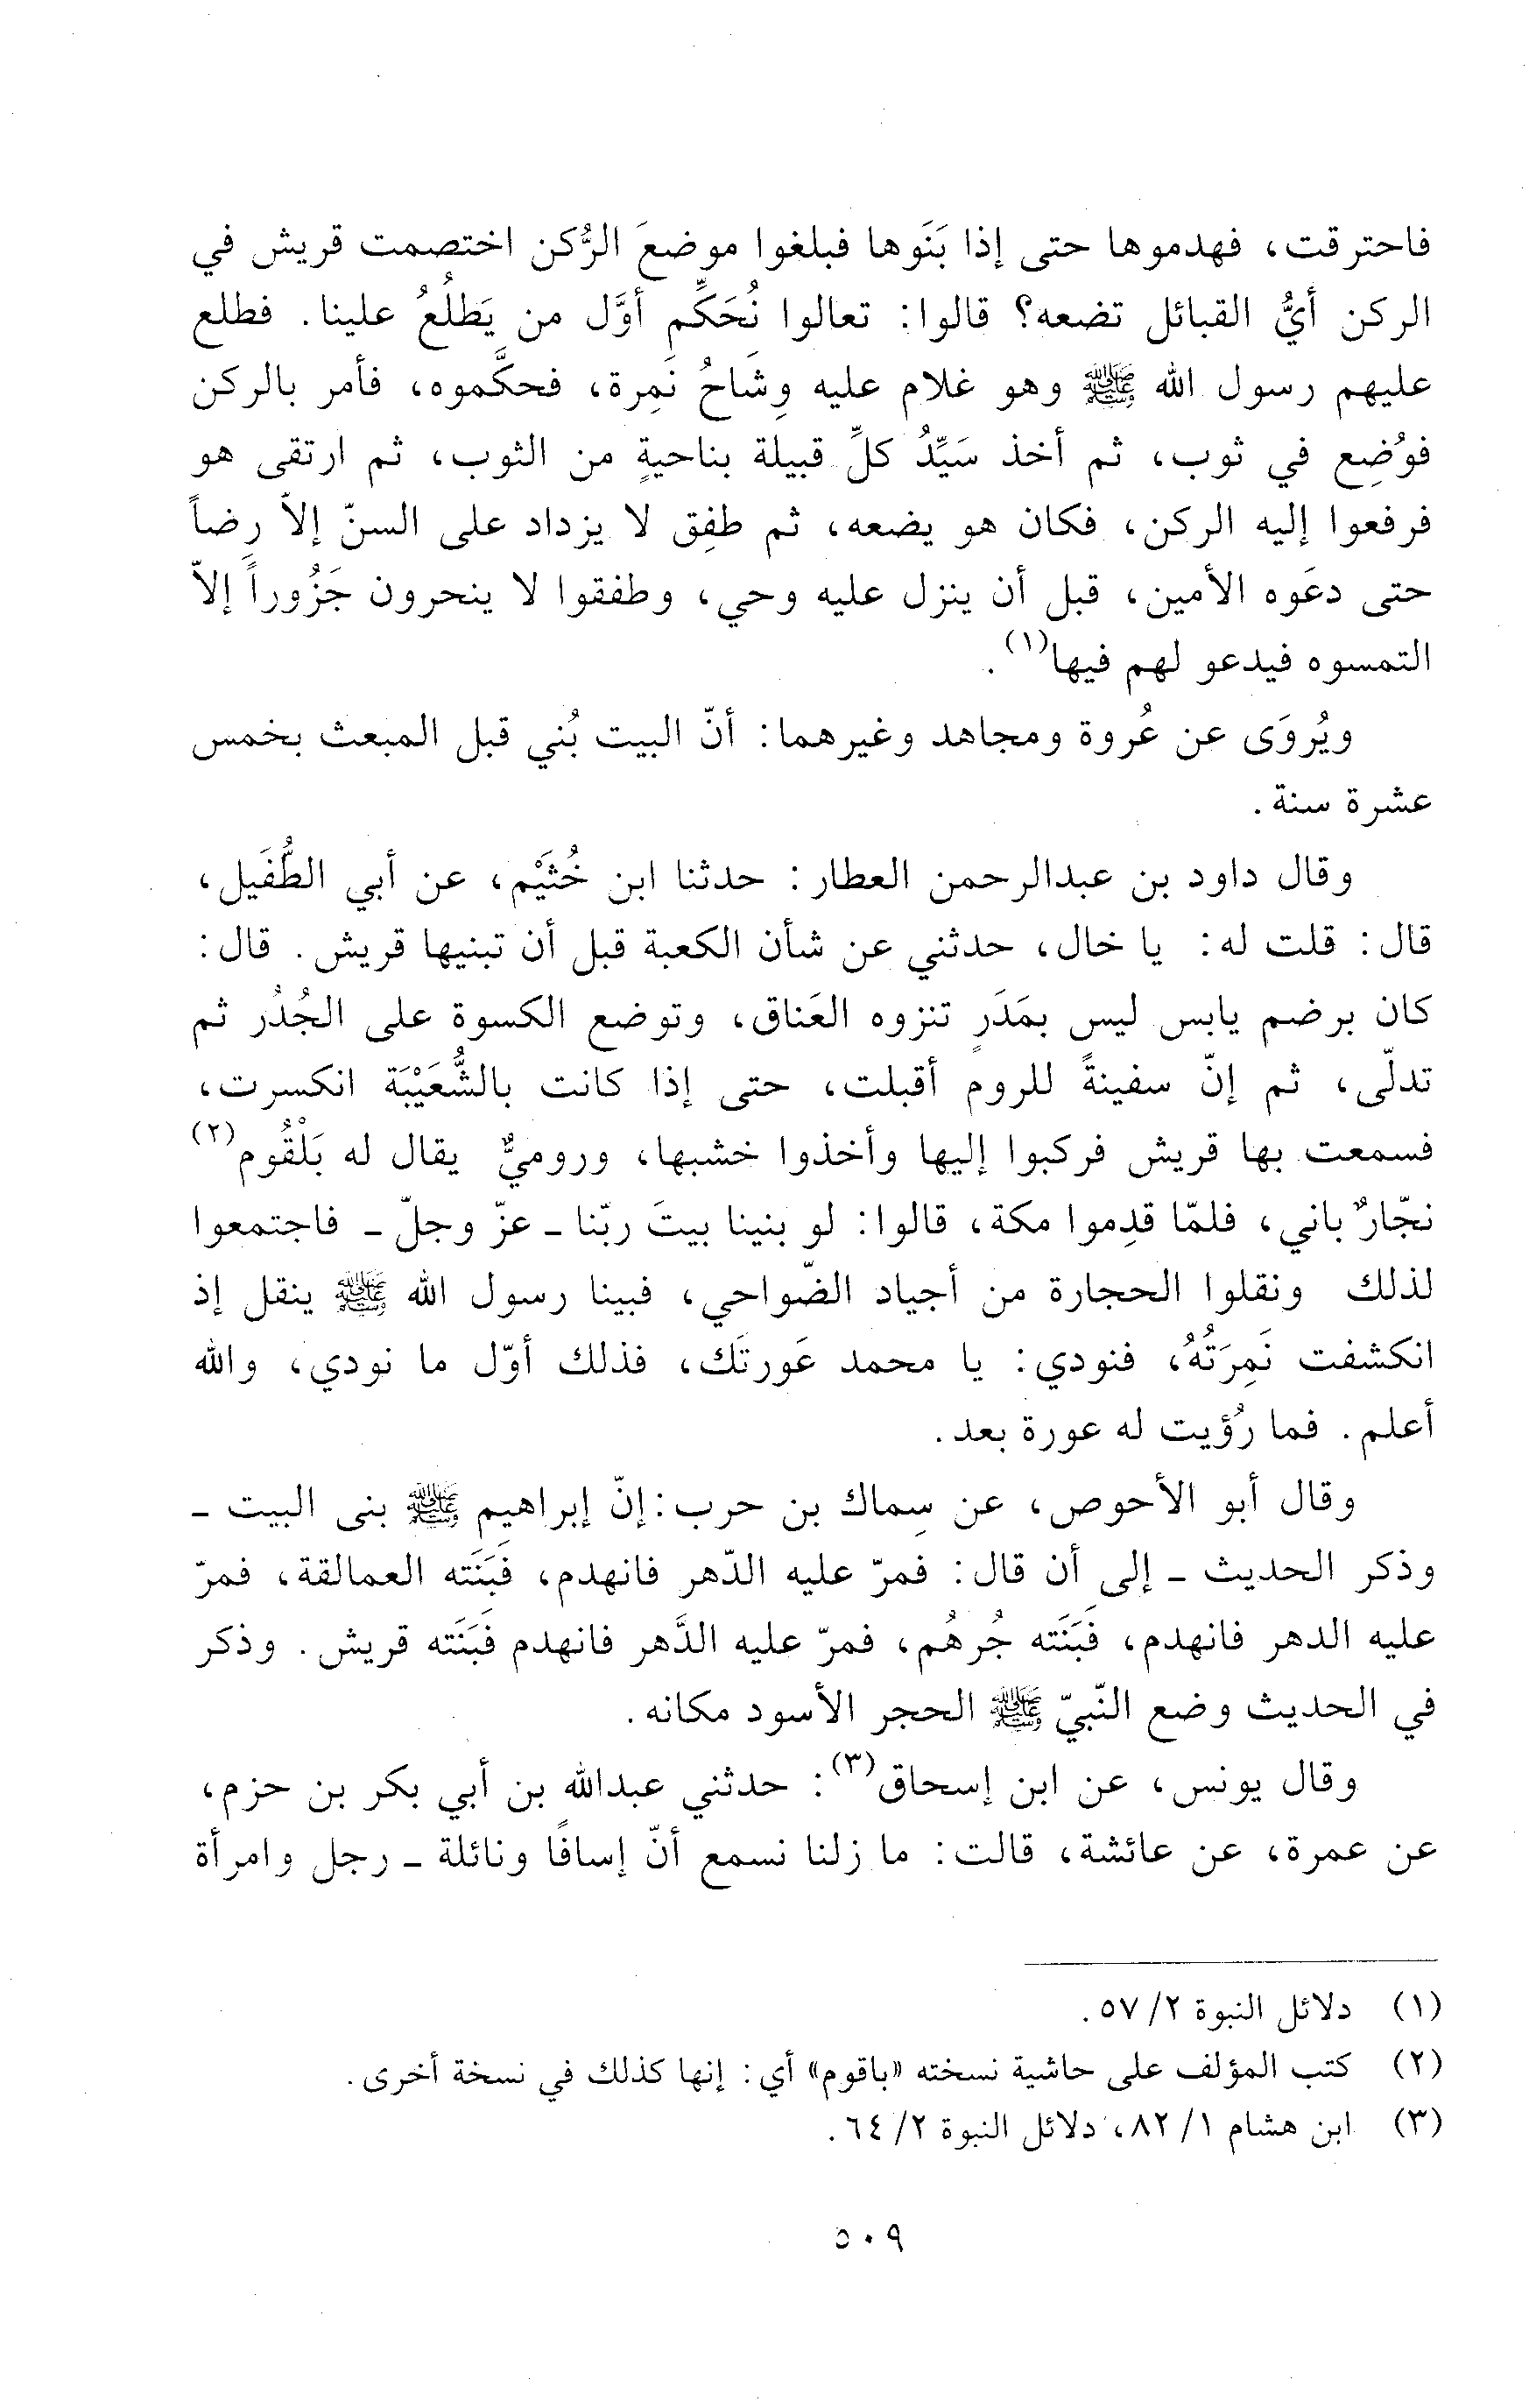 فاحترقت، فهدموها حتى إذا بَنَوها فبلغوا موضعَ الرُّكن اختصمت قريش في
الركن أيُّ القبائل تضعه؟ قالوا: تعالوا نُحَكِّم أوَّل من يَطلُعُ علينا. فطلع
عليهم رسول الله ﷺ وهو غلام عليه وِشَاحُ نَمِرة، فحكَّموه، فأمر بالركن
فوُضِع في ثوب، ثم أخذ سَيِّدُ كلِّ قبيلة بناحيةٍ من الثوب، ثم ارتقى هو
فرفعوا إليه الركن، فكان هو يضعه، ثم طفِق لا يزداد على السنّ إلاّ رِضاً
حتى دعَوه الأمين، قبل أن ينزل عليه وحي، وطفقوا لا ينحرون جَزُوراً إلاّ
التمسوه فيدعو لهم فيها(١).
ويُروَى عن عُروة ومجاهد وغيرهما: أنّ البيت بُني قبل المبعث بخمس
عشرة سنة.
وقال داود بن عبدالرحمن العطار: حدثنا ابن خُثَيْم، عن أبي الطُّفَيل،
قال: قلت له: يا خال، حدثني عن شأن الكعبة قبل أن تبنيها قريش. قال:
كان برضم يابس ليس بمَدَرٍ تنزوه العَناق، وتوضع الكسوة على الجُدُر ثم
تدلّى، ثم إنّ سفينةً للروم أقبلت، حتى إذا كانت بالشُّعَيْبَة انكسرت،
فسمعت بها قريش فركبوا إليها وأخذوا خشبها، وروميٌّ يقال له بَلْقُوم(٢)
نجّارٌ باني، فلمّا قدِموا مكة، قالوا: لو بنينا بيتَ ربّنا ـ عزّ وجلّ ـ فاجتمعوا
لذلك ونقلوا الحجارة من أجياد الضّواحي، فبينا رسول الله ﷺ ينقل إذ
انكشفت نَمِرَتُهُ، فنودي: يا محمد عَورتَك، فذلك أوّل ما نودي، والله
أعلم. فما رُؤيت له عورة بعد.
وقال أبو الأحوص، عن سِماك بن حرب: إنّ إبراهيم ﷺ بنى البيت ـ
وذكر الحديث ـ إلى أن قال: فمرّ عليه الدّهر فانهدم، فَبَنَته العمالقة، فمرّ
عليه الدهر فانهدم، فَبَنَته جُرهُم، فمرّ عليه الدَّهر فانهدم فَبَنَته قريش. وذكر
في الحديث وضع النّبيّ ﷺ الحجر الأسود مكانه.
وقال يونس، عن ابن إسحاق(٣): حدثني عبدالله بن أبي بكر بن حزم،
عن عمرة، عن عائشة، قالت: ما زلنا نسمع أنّ إسافًا ونائلة ـ رجل وامرأة
(١) دلائل النبوة ٢/ ٥٧.
(٢) كتب المؤلف على حاشية نسخته «باقوم» أي: إنها كذلك في نسخة أخرى.
(٣) ابن هشام ١/ ٨٢، دلائل النبوة ٢/ ٦٤.
٥٠٩